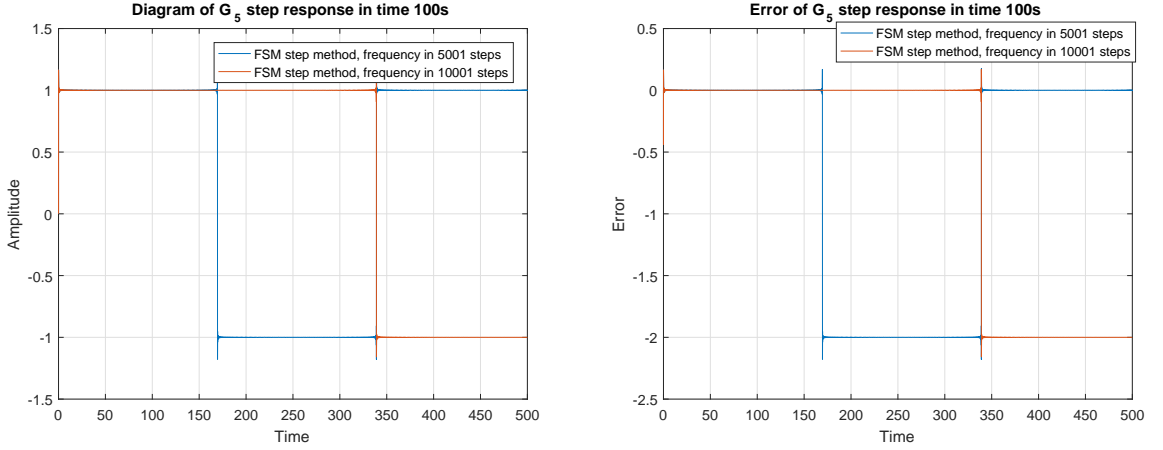 Diagram of G5 step response in time 100s
1.5
FSM step method, frequency in 5001 steps
FSM step method, frequency in 10001 steps
1
0.5
0
-0.5
-1
-1.5
Amplitude
0 50 100 150 200 250 300 350 400 450 500
Time
Error of G5 step response in time 100s
0.5
FSM step method, frequency in 5001 steps
FSM step method, frequency in 10001 steps
0
-0.5
-1
-1.5
-2
-2.5
Error
0 50 100 150 200 250 300 350 400 450 500
Time